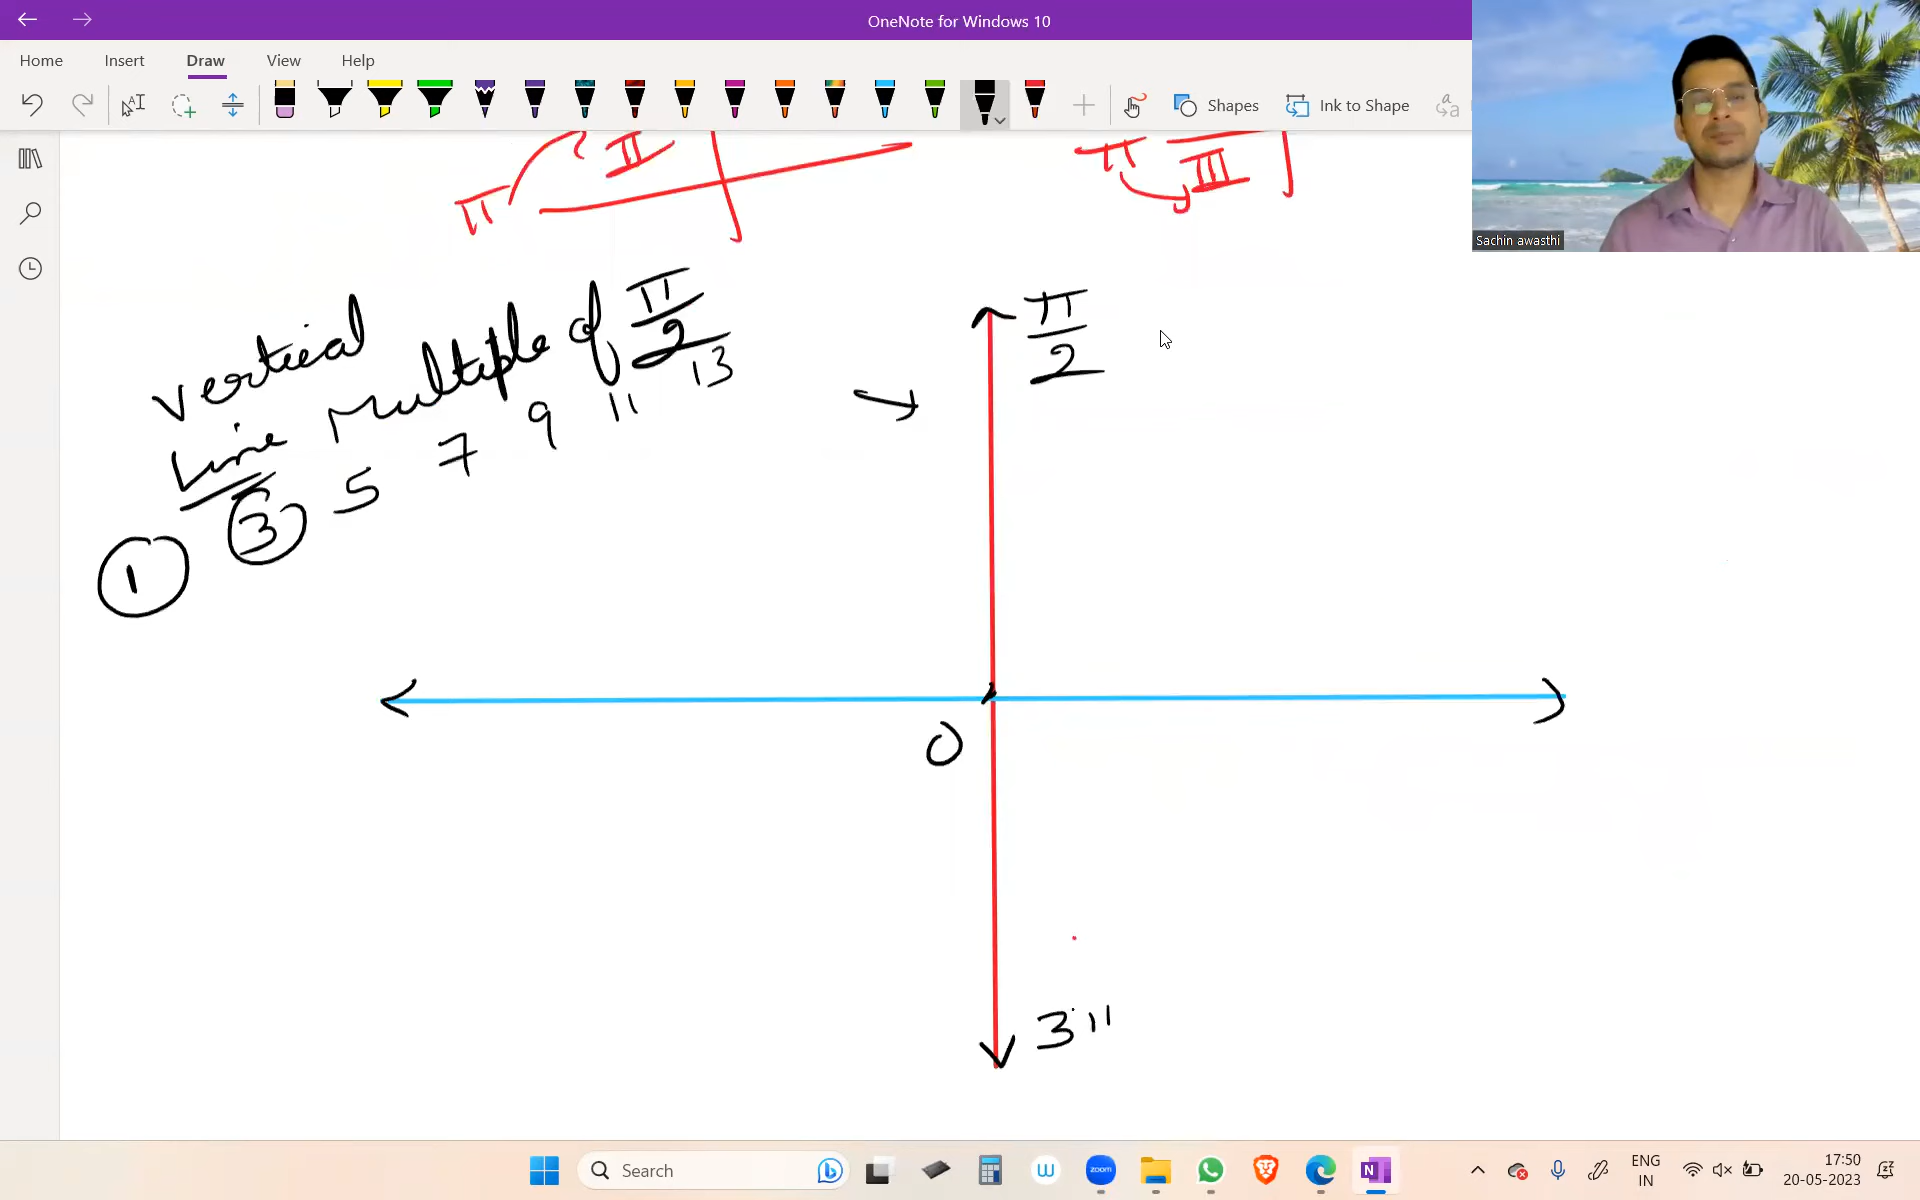 OneNote for Windows 10
Home Insert Draw View Help
Shapes Ink to Shape
II
π
π
III
Sachin awasthi
vertical
Line Multiple of π/2
1 3 5 7 9 11 13
π/2
O
3π
Search
zoom
ENG
IN
17:50
20-05-2023